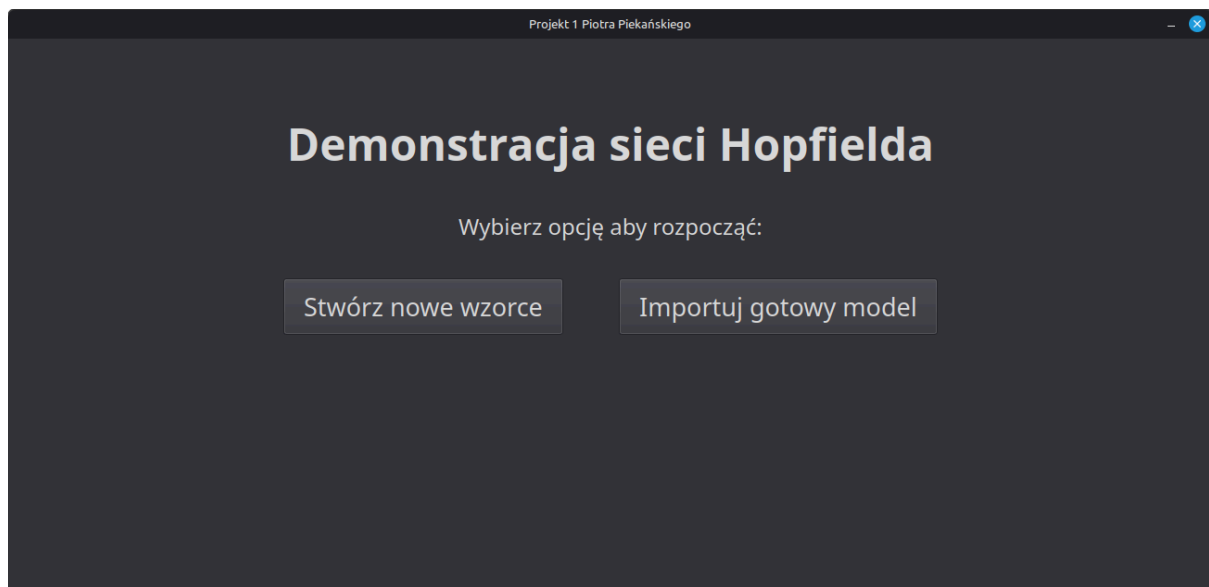 Projekt 1 Piotra Piekańskiego
Demonstracja sieci Hopfielda
Wybierz opcję aby rozpocząć:
Stwórz nowe wzorce
Importuj gotowy model